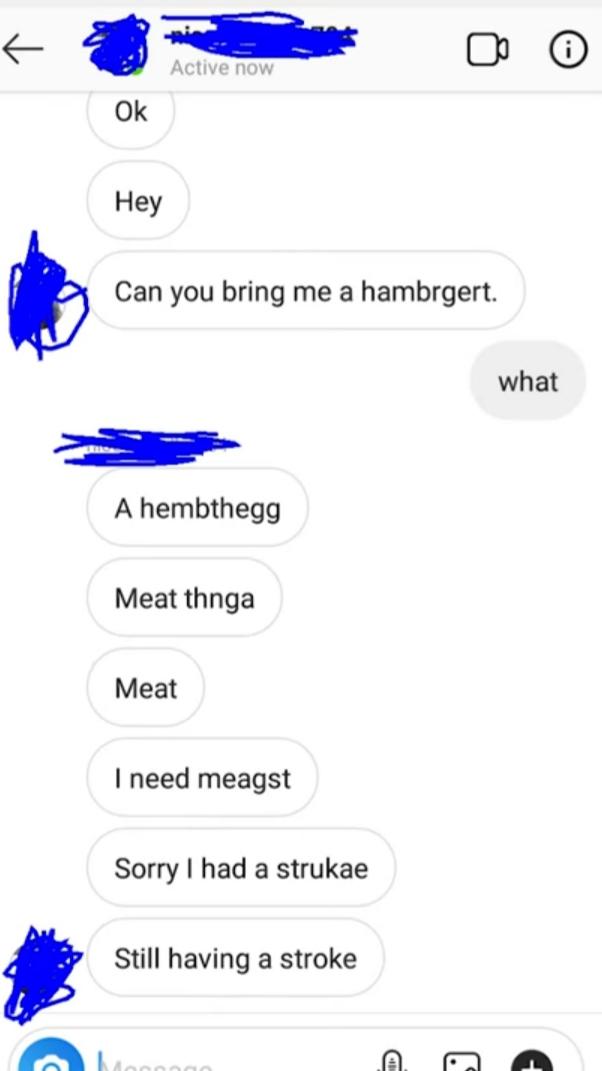 Active now
Ok
Hey
Can you bring me a hambrgert.
what
A hembthegg
Meat thnga
Meat
I need meagst
Sorry I had a strukae
Still having a stroke
Message